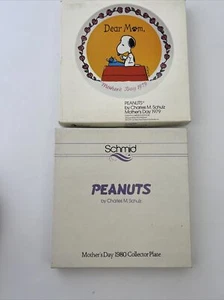 Dear Mom,
Mother's Day 1979
PEANUTS®
by Charles M. Schulz
Mother's Day 1979
Schmid
PEANUTS
by Charles M. Schulz
Mother's Day 1980 Collector Plate